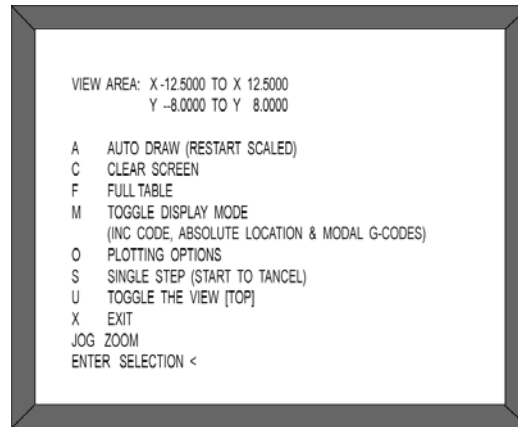 VIEW AREA: X -12.5000 TO X 12.5000
Y --8.0000 TO Y 8.0000
A AUTO DRAW (RESTART SCALED)
C CLEAR SCREEN
F FULL TABLE
M TOGGLE DISPLAY MODE
(INC CODE, ABSOLUTE LOCATION & MODAL G-CODES)
O PLOTTING OPTIONS
S SINGLE STEP (START TO TANCEL)
U TOGGLE THE VIEW [TOP]
X EXIT
JOG ZOOM
ENTER SELECTION <